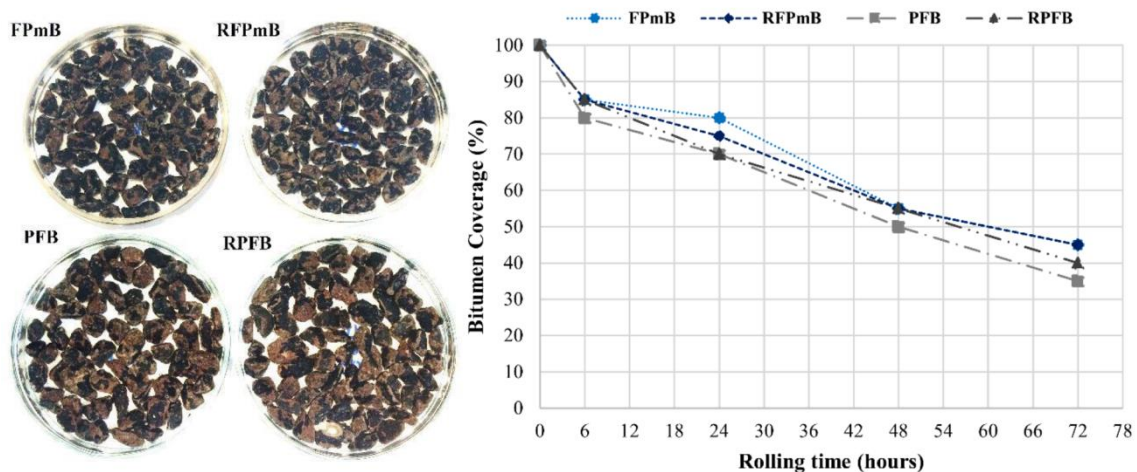 FPmB
RFPmB
PFB
RPFB
FPmB RFPmB PFB RPFB
Bitumen Coverage (%)
100
90
80
70
60
50
40
30
20
10
0
0 6 12 18 24 30 36 42 48 54 60 66 72 78
Rolling time (hours)